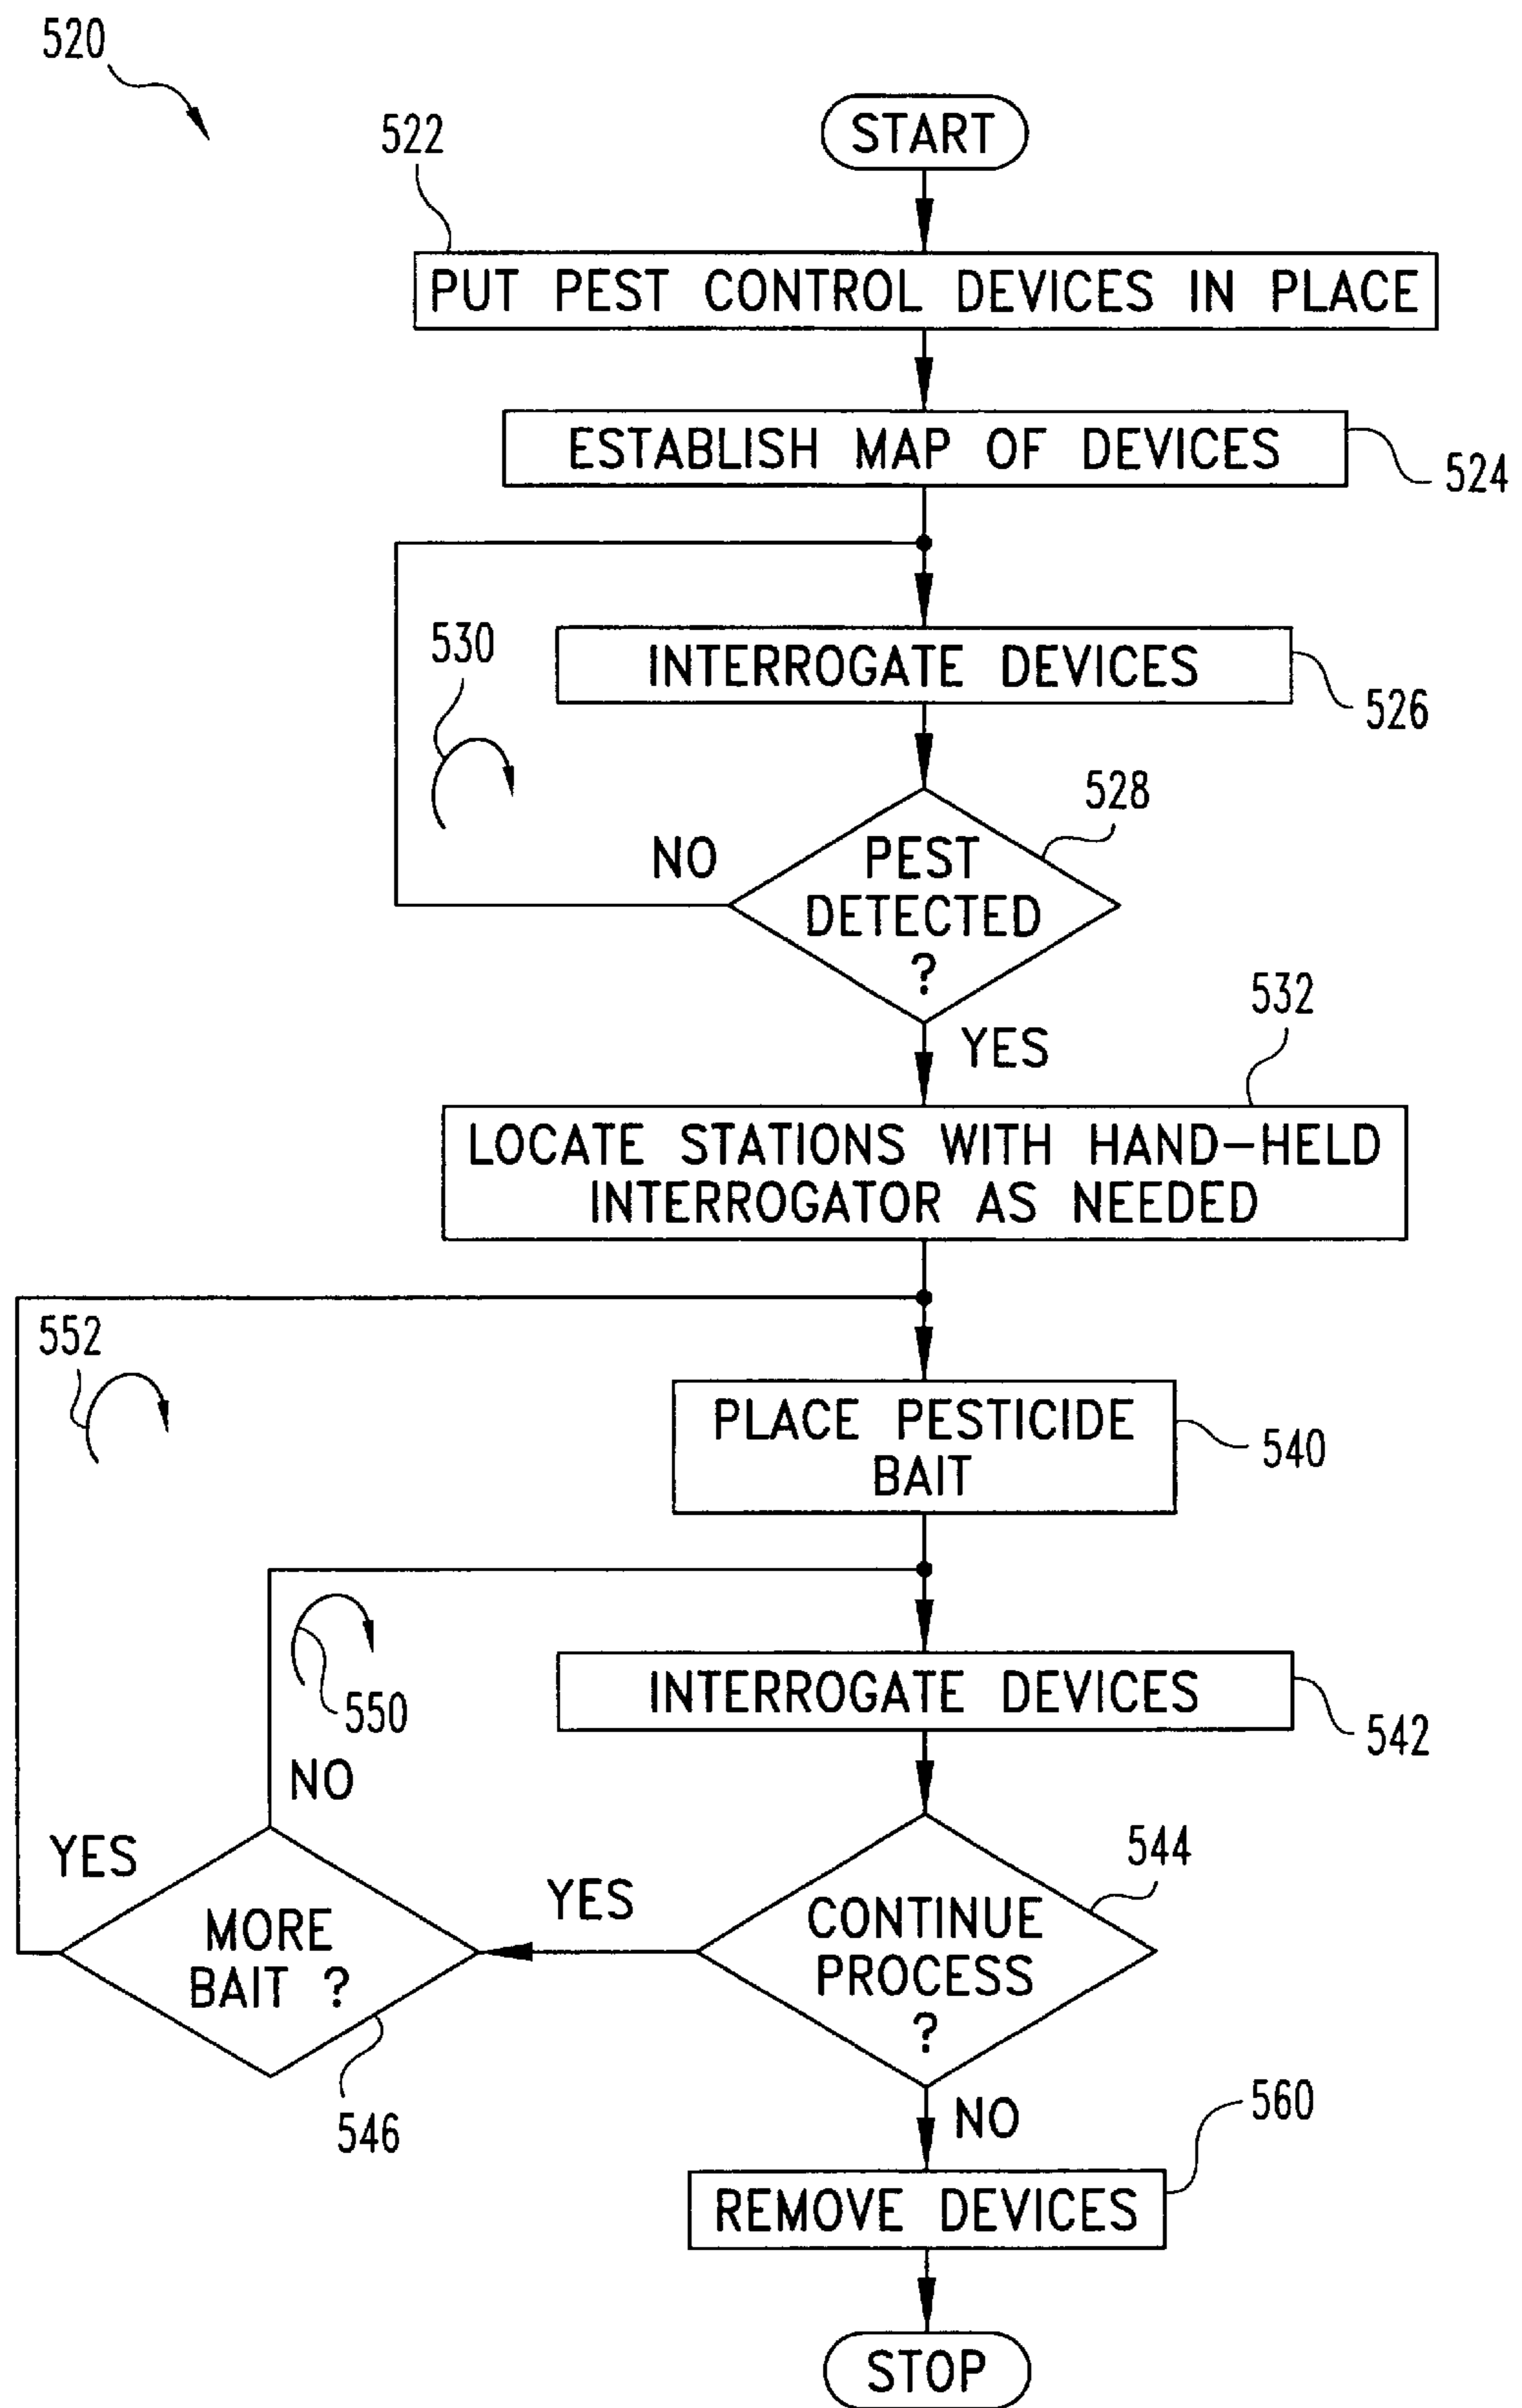 520
START
522
PUT PEST CONTROL DEVICES IN PLACE
ESTABLISH MAP OF DEVICES
524
530
INTERROGATE DEVICES
526
528
NO
PEST
DETECTED
?
532
YES
LOCATE STATIONS WITH HAND-HELD
INTERROGATOR AS NEEDED
552
PLACE PESTICIDE
BAIT
540
550
INTERROGATE DEVICES
542
NO
YES
544
YES
MORE
BAIT ?
CONTINUE
PROCESS
?
546
560
NO
REMOVE DEVICES
STOP